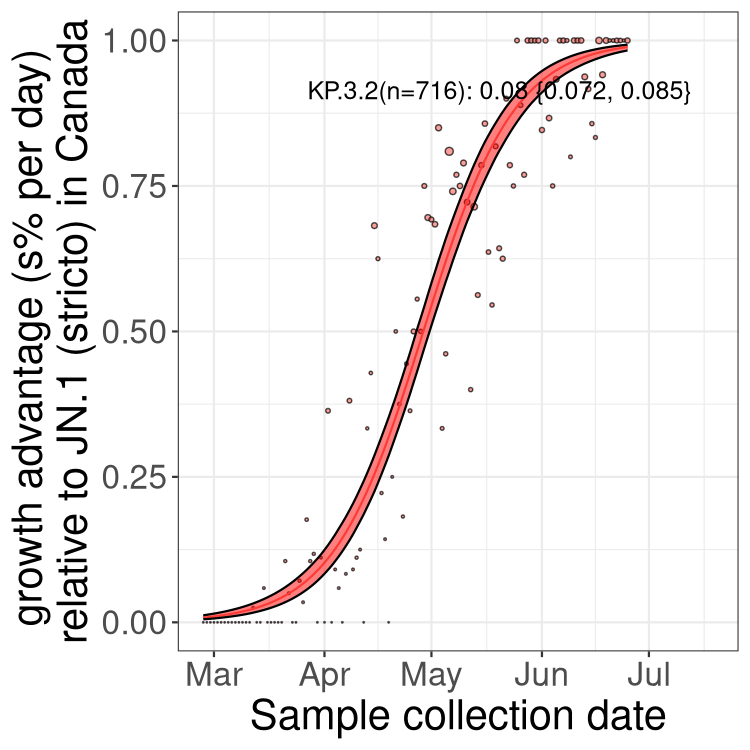 growth advantage (s% per day)
relative to JN.1 (stricto) in Canada
1.00
KP.3.2(n=716): 0.08 {0.072, 0.085}
0.75
0.50
0.25
0.00
Mar Apr May Jun Jul
Sample collection date